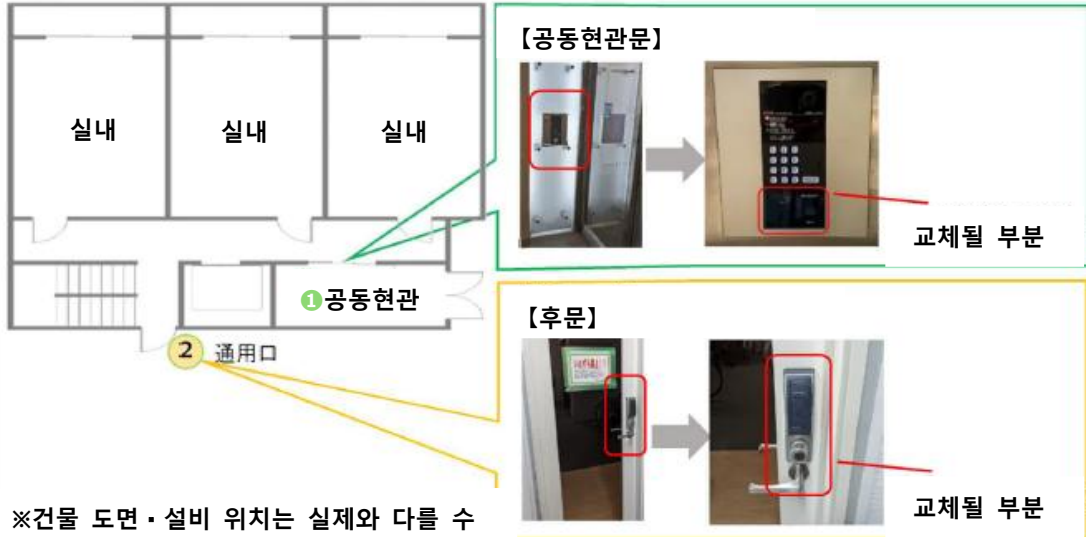 【공동현관문】
실내
실내
실내
교체될 부분
❶공동현관
【후문】
2 通用口
교체될 부분
※건물 도면・설비 위치는 실제와 다를 수